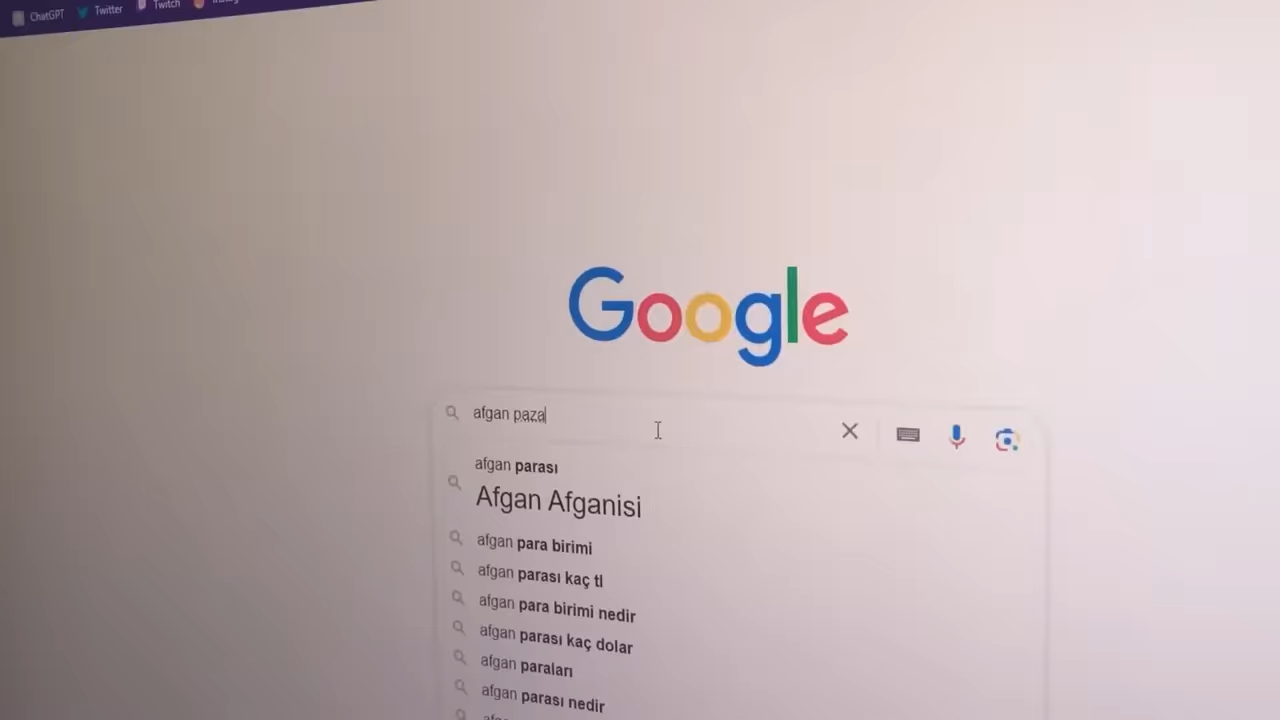 ChatGPT Twitter Twitch
Google
afgan paza
afgan parası
Afgan Afganisi
afgan para birimi
afgan parası kaç tl
afgan para birimi nedir
afgan parası kaç dolar
afgan paraları
afgan parası nedir